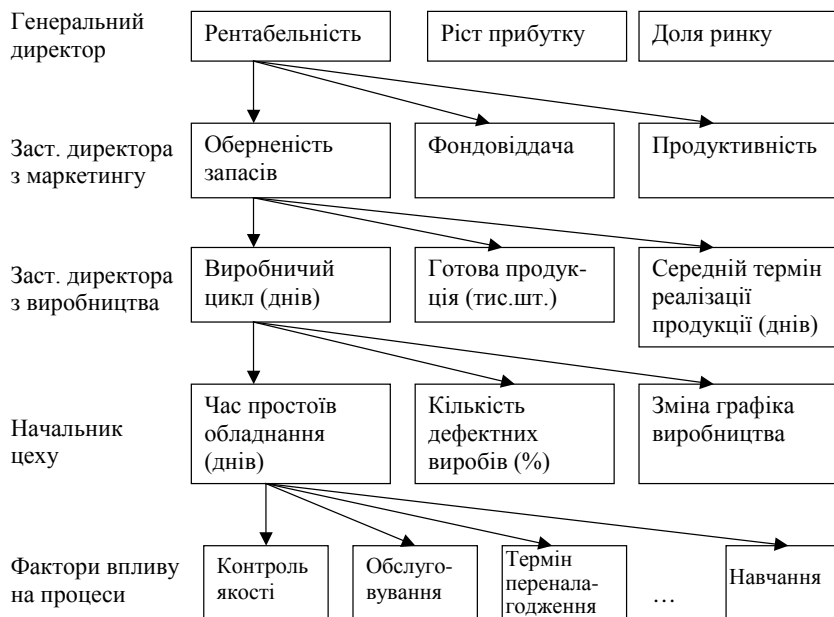 Генеральний
директор
Рентабельність
Ріст прибутку
Доля ринку
Заст. директора
з маркетингу
Оберненість
запасів
Фондовіддача
Продуктивність
Заст. директора
з виробництва
Виробничий
цикл (днів)
Готова продук-
ція (тис.шт.)
Середній термін
реалізації
продукції (днів)
Начальник
цеху
Час простоїв
обладнання
(днів)
Кількість
дефектних
виробів (%)
Зміна графіка
виробництва
Фактори впливу
на процеси
Контроль
якості
Обслуго-
вування
Термін
перенала-
годження
…
Навчання